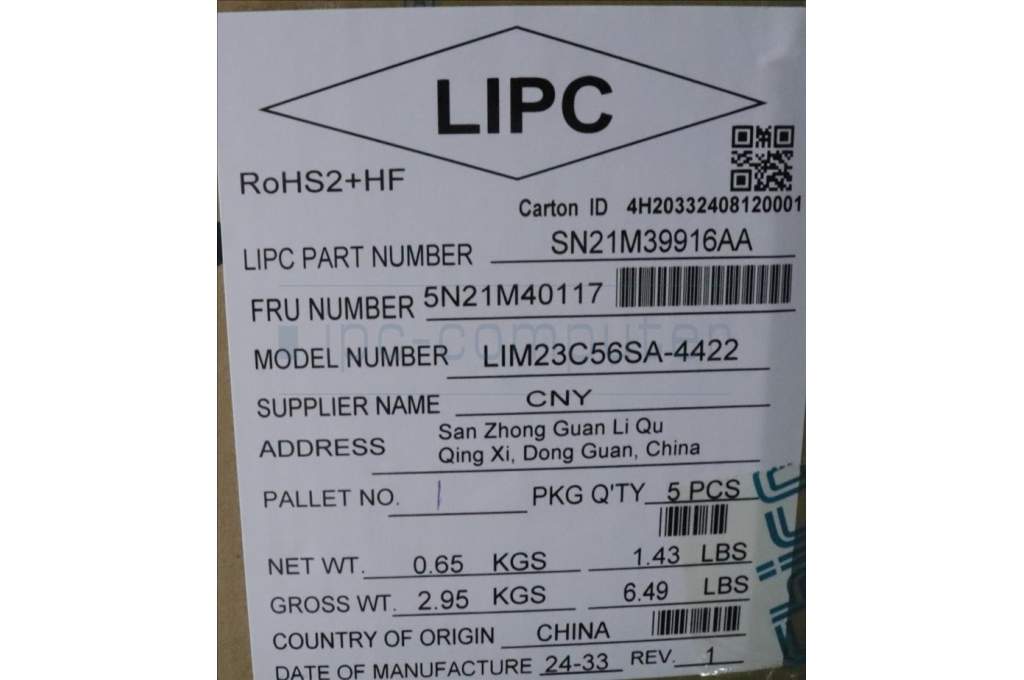 LIPC
RoHS2+HF
Carton ID 4H20332408120001
LIPC PART NUMBER SN21M39916AA
FRU NUMBER 5N21M40117
ipc-computer
MODEL NUMBER LIM23C56SA-4422
SUPPLIER NAME CNY
ADDRESS San Zhong Guan Li Qu
Qing Xi, Dong Guan, China
PALLET NO. 1 PKG Q'TY 5 PCS
NET WT. 0.65 KGS 1.43 LBS
GROSS WT. 2.95 KGS 6.49 LBS
COUNTRY OF ORIGIN CHINA
DATE OF MANUFACTURE 24-33 REV. 1